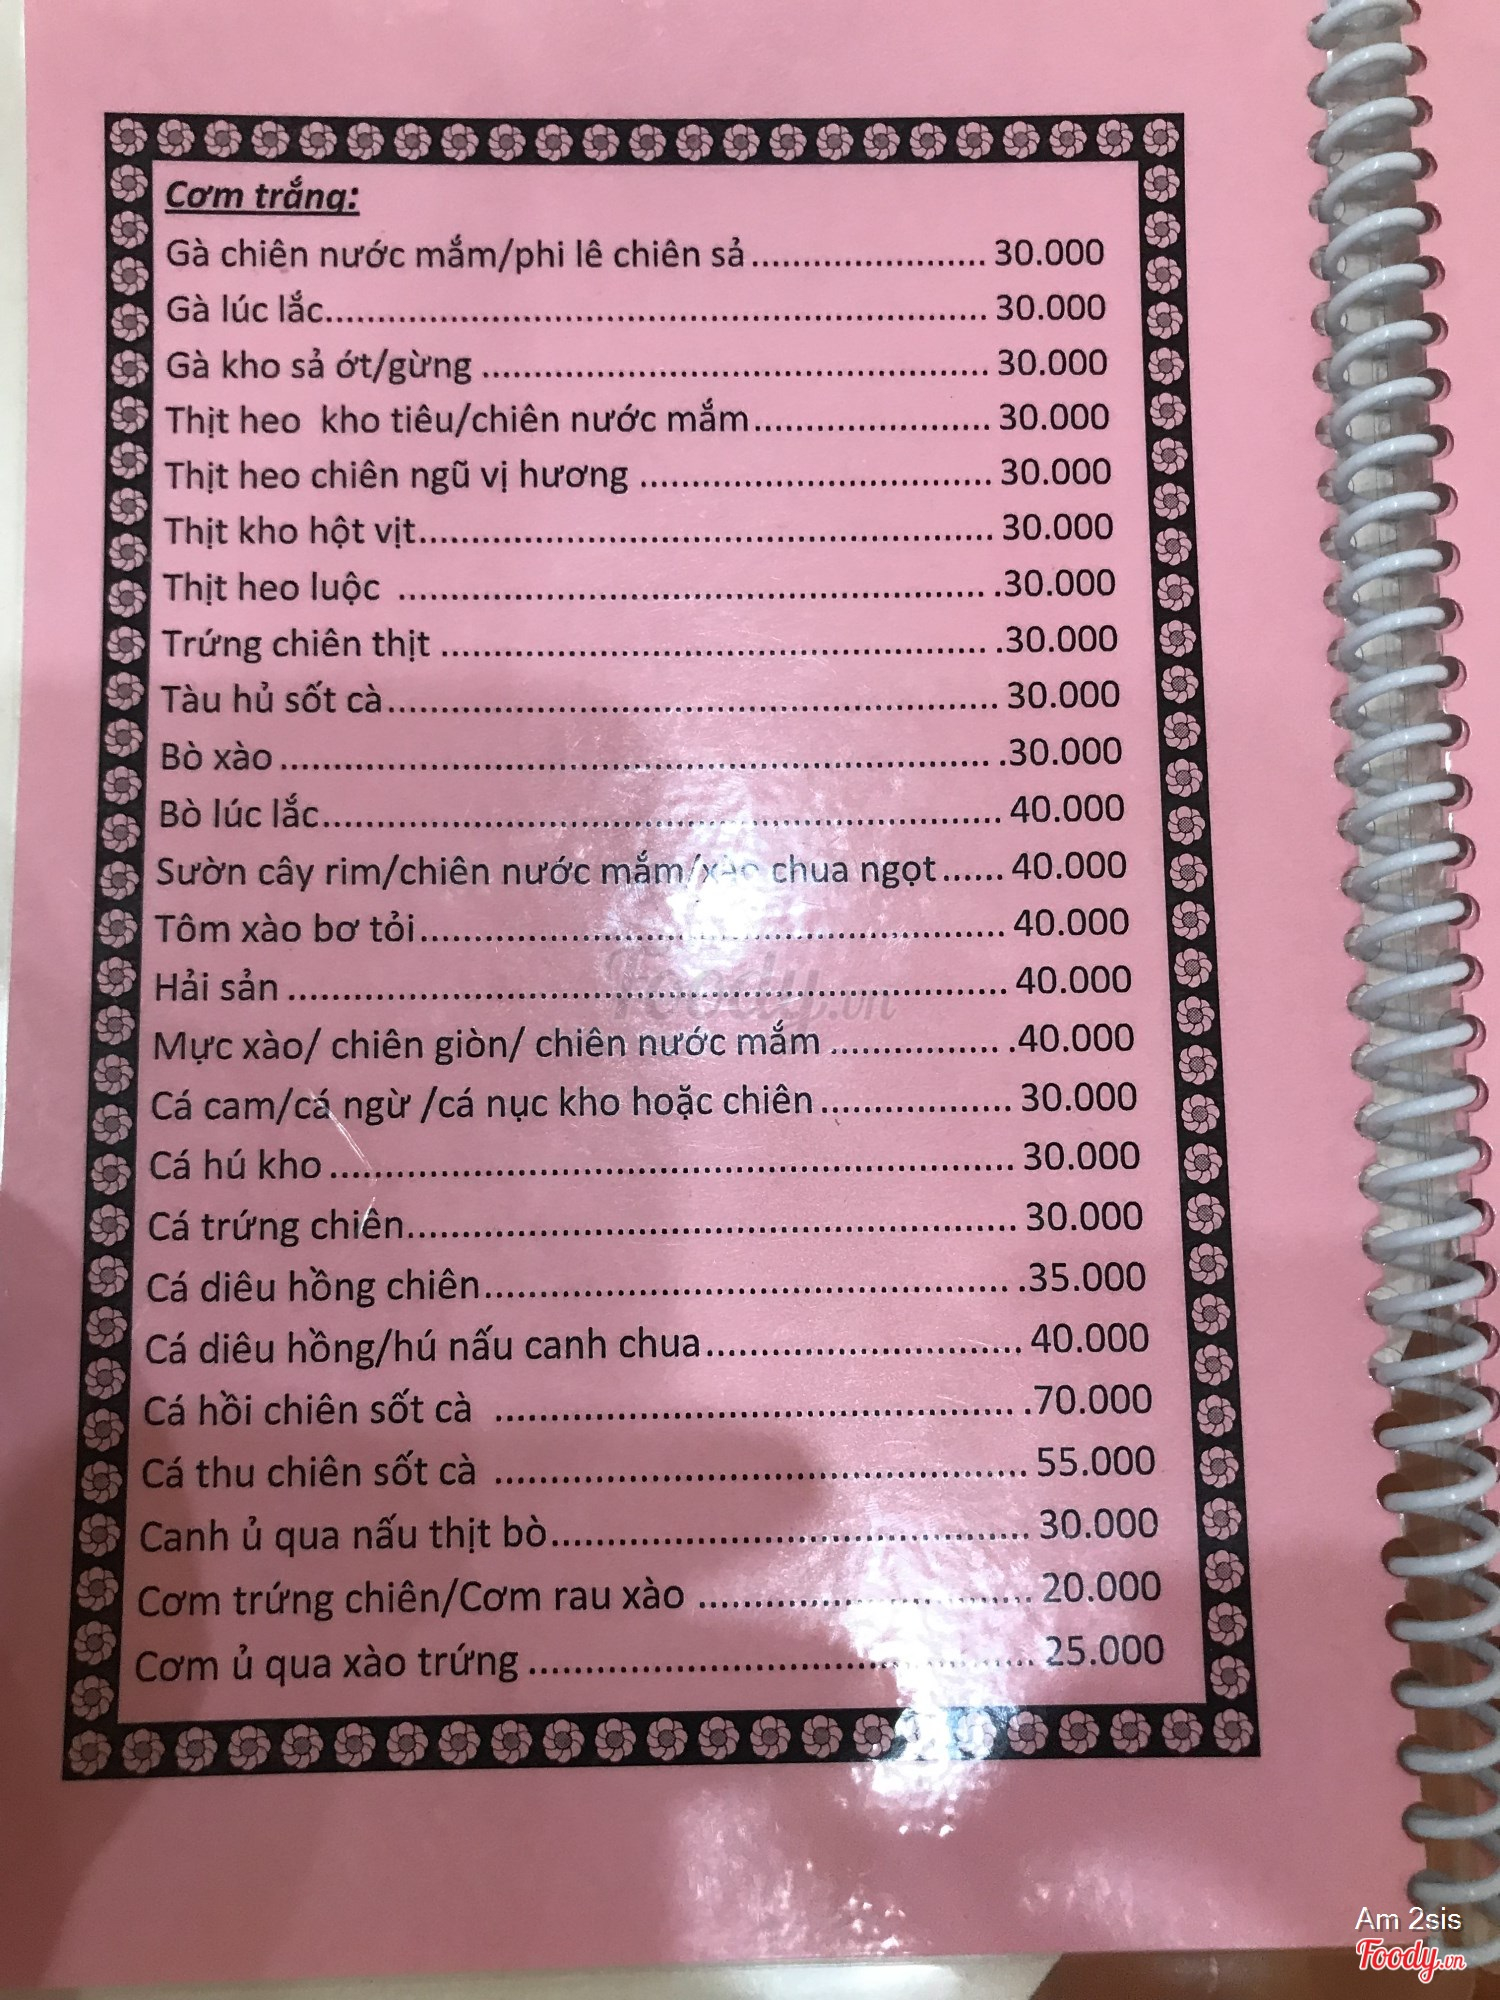 Cơm trắng:
Gà chiên nước mắm/phi lê chiên sả...................... 30.000
Gà lúc lắc................................................................ 30.000
Gà kho sả ớt/gừng ................................................. 30.000
Thịt heo  kho tiêu/chiên nước mắm....................... 30.000
Thịt heo chiên ngũ vị hương .................................. 30.000
Thịt kho hột vịt........................................................ 30.000
Thịt heo luộc ......................................................... .30.000
Trứng chiên thịt ..................................................... .30.000
Tàu hủ sốt cà........................................................... 30.000
Bò xào .................................................................... .30.000
Bò lúc lắc................................................................. 40.000
Sườn cây rim/chiên nước mắm/xào chua ngọt...... 40.000
Tôm xào bơ tỏi........................................................ 40.000
Hải sản .................................................................... 40.000
Mực xào/ chiên giòn/ chiên nước mắm ................ .40.000
Cá cam/cá ngừ /cá nục kho hoặc chiên.................. 30.000
Cá hú kho ................................................................ 30.000
Cá trứng chiên......................................................... 30.000
Cá diêu hồng chiên................................................. .35.000
Cá diêu hồng/hú nấu canh chua............................. 40.000
Cá hồi chiên sốt cà ................................................ .70.000
Cá thu chiên sốt cà ................................................. 55.000
Canh ủ qua nấu thịt bò............................................ 30.000
Cơm trứng chiên/Cơm rau xào ............................... 20.000
Cơm ủ qua xào trứng ............................................... 25.000
Foody.vn
Am 2sis
Foody.vn